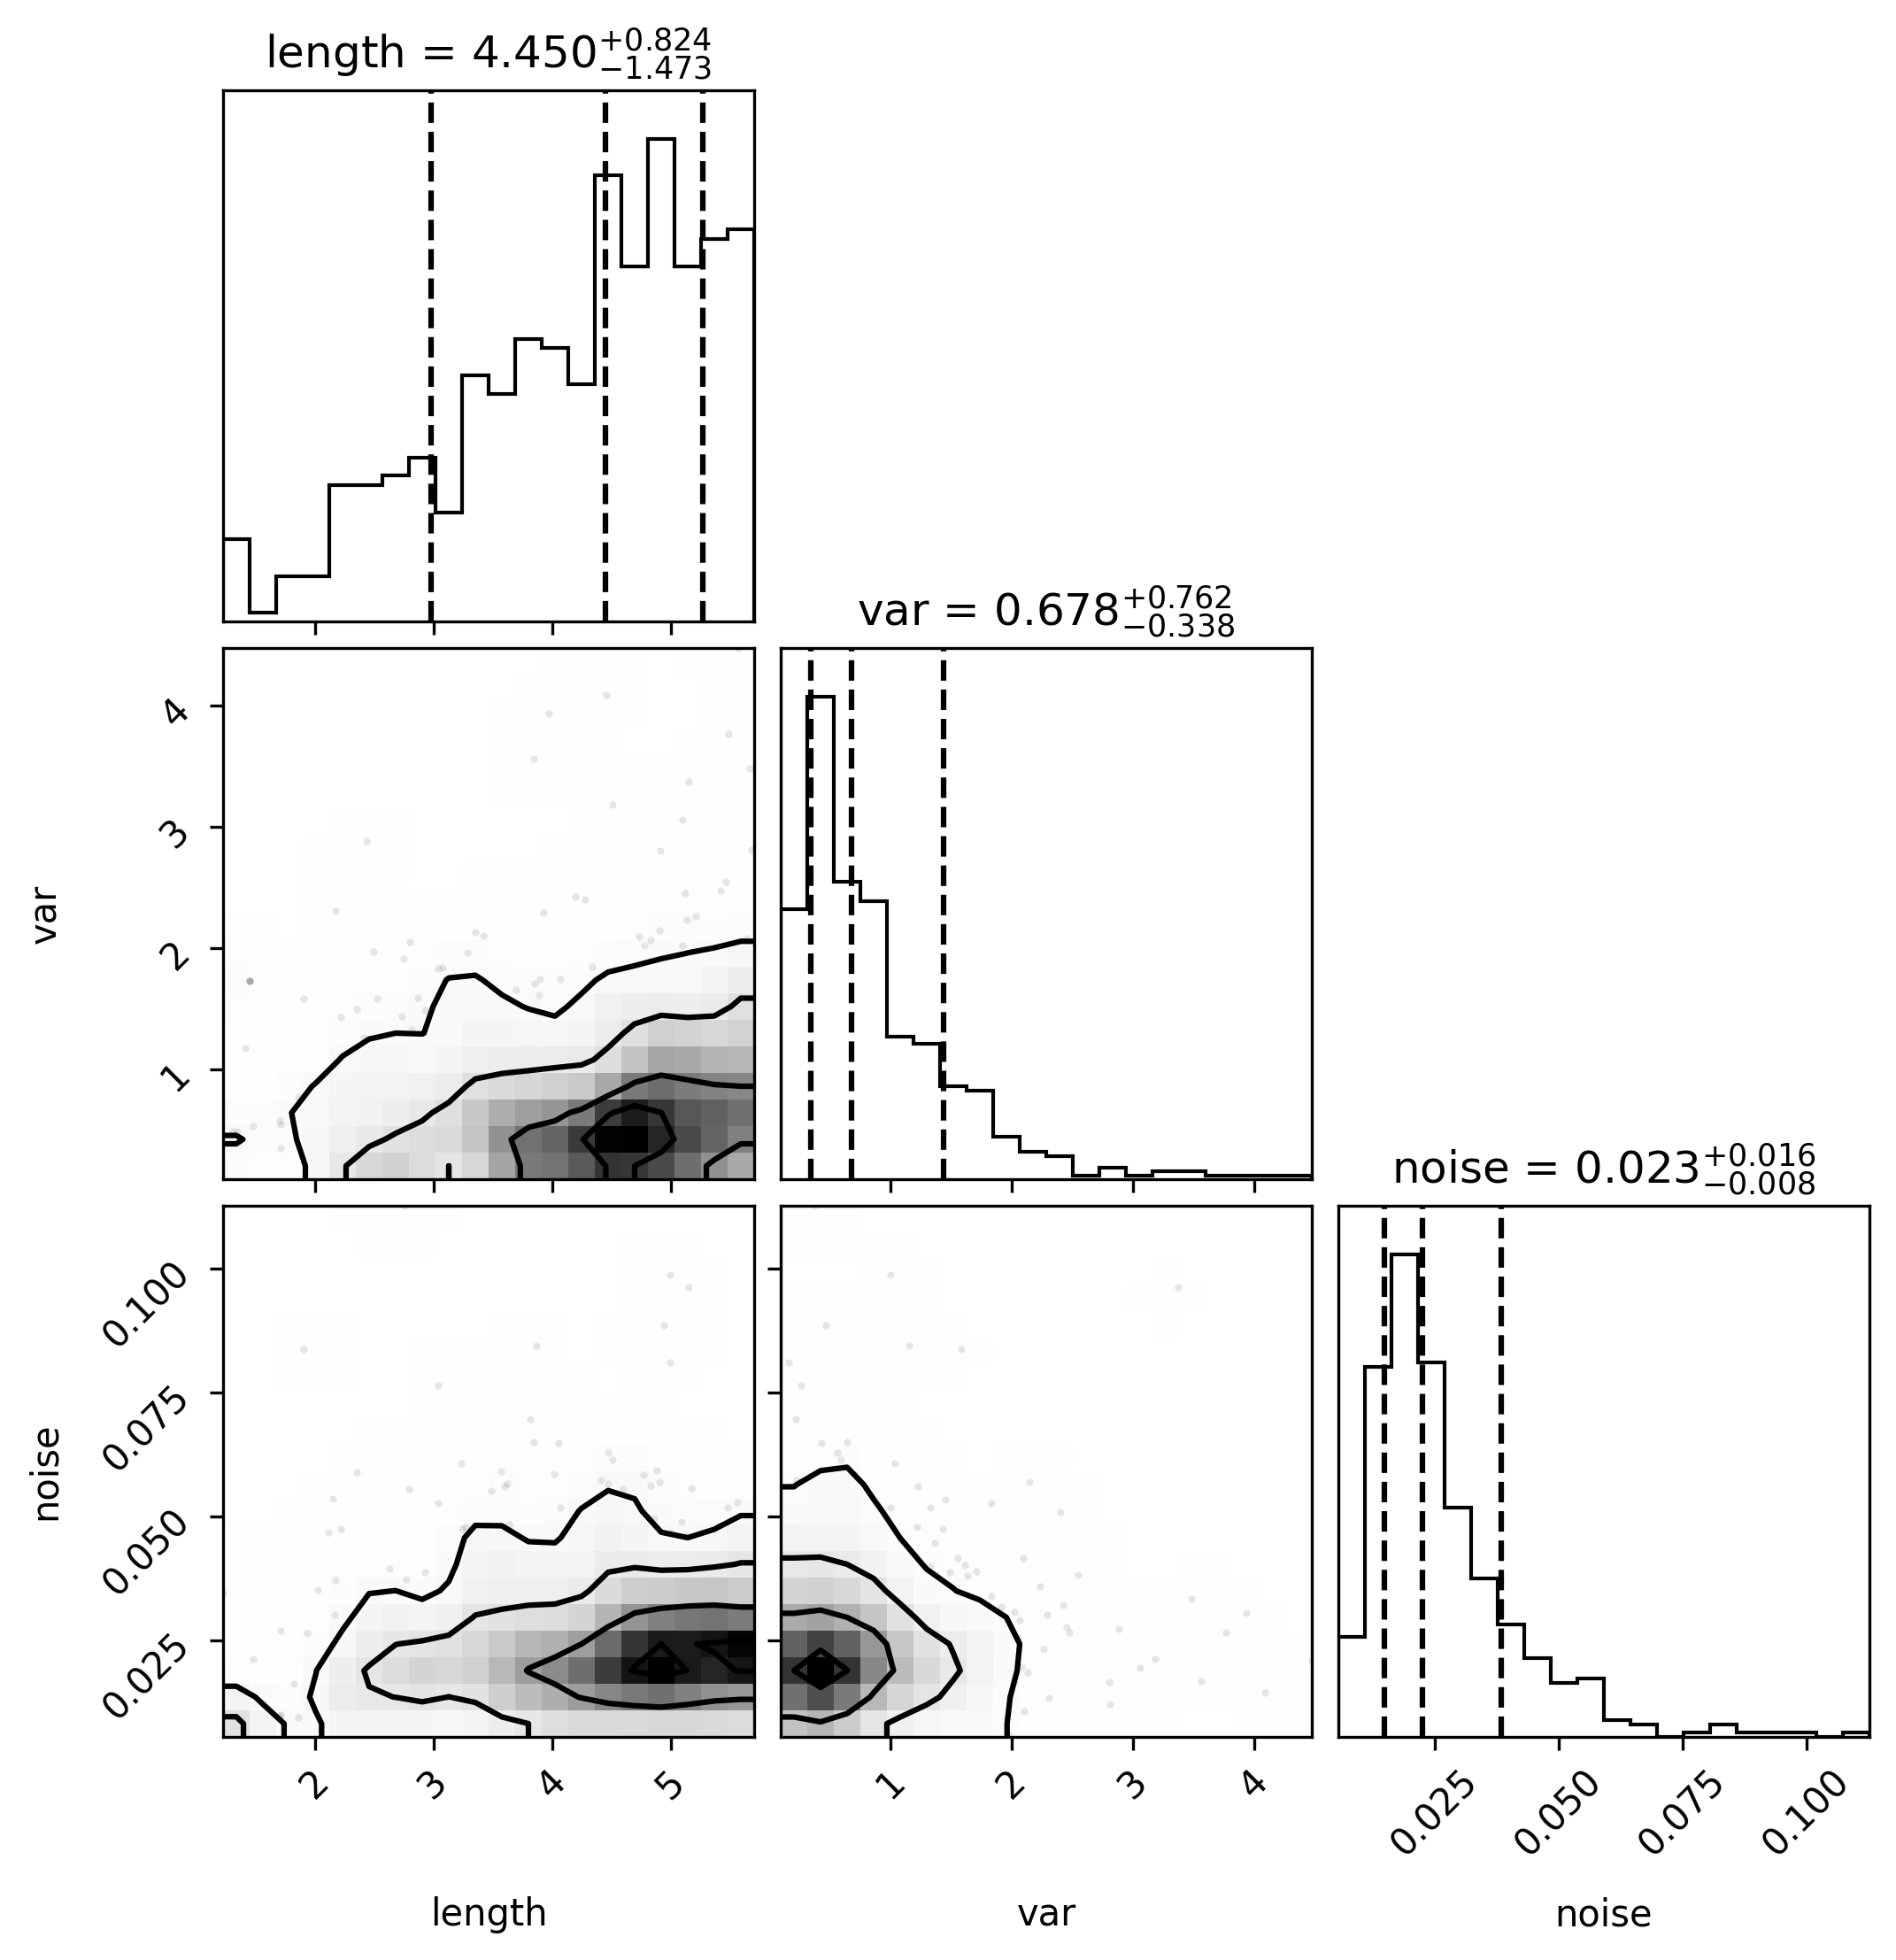 length = 4.450+0.824−1.473
var = 0.678+0.762−0.338
4
3
2
1
var
noise = 0.023+0.016−0.008
0.100
0.075
0.050
0.025
noise
2 3 4 5
1 2 3 4
0.025 0.050 0.075 0.100
length
var
noise